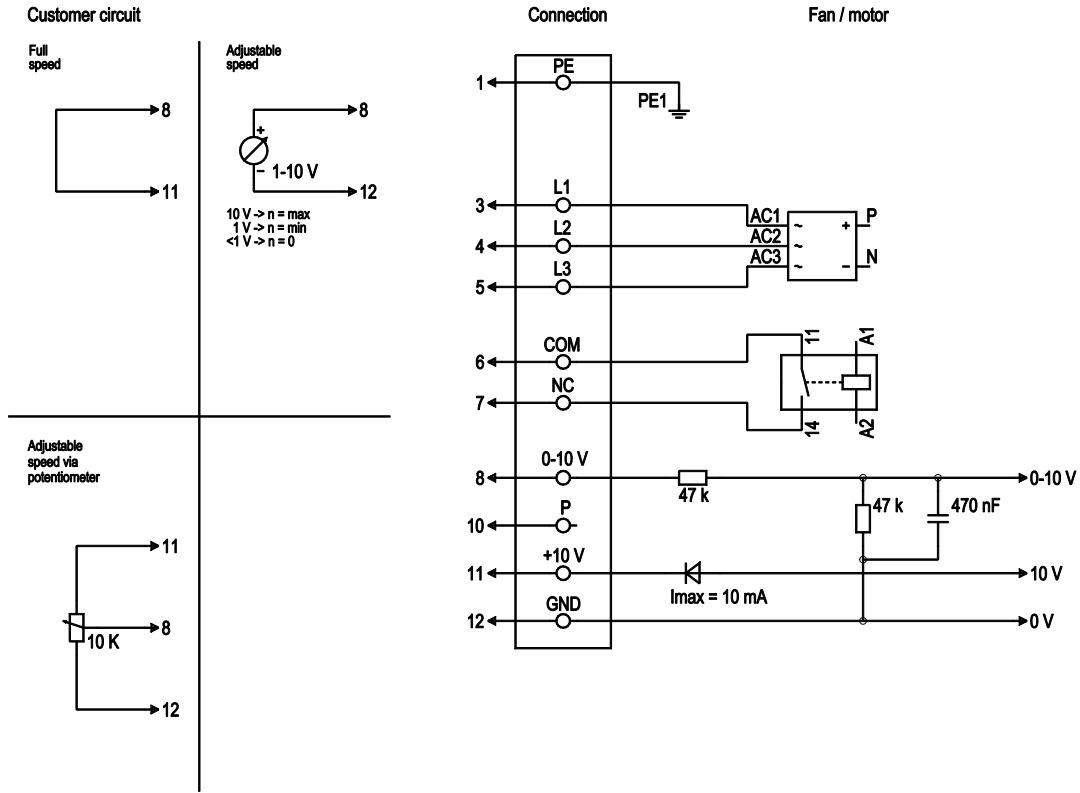 Customer circuit
Connection
Fan / motor
Full
speed
8
11
Adjustable
speed
8
+
–
1-10 V
12
10 V -> n = max
1 V -> n = min
<1 V -> n = 0
Adjustable
speed via
potentiometer
11
8
10 K
12
1
PE
PE1
3
L1
AC1
~
+
P
4
L2
AC2
~
5
L3
AC3
~
–
N
6
COM
11
A1
7
NC
14
A2
8
0-10 V
47 k
0-10 V
47 k
470 nF
10
P
11
+10 V
Imax = 10 mA
10 V
12
GND
0 V